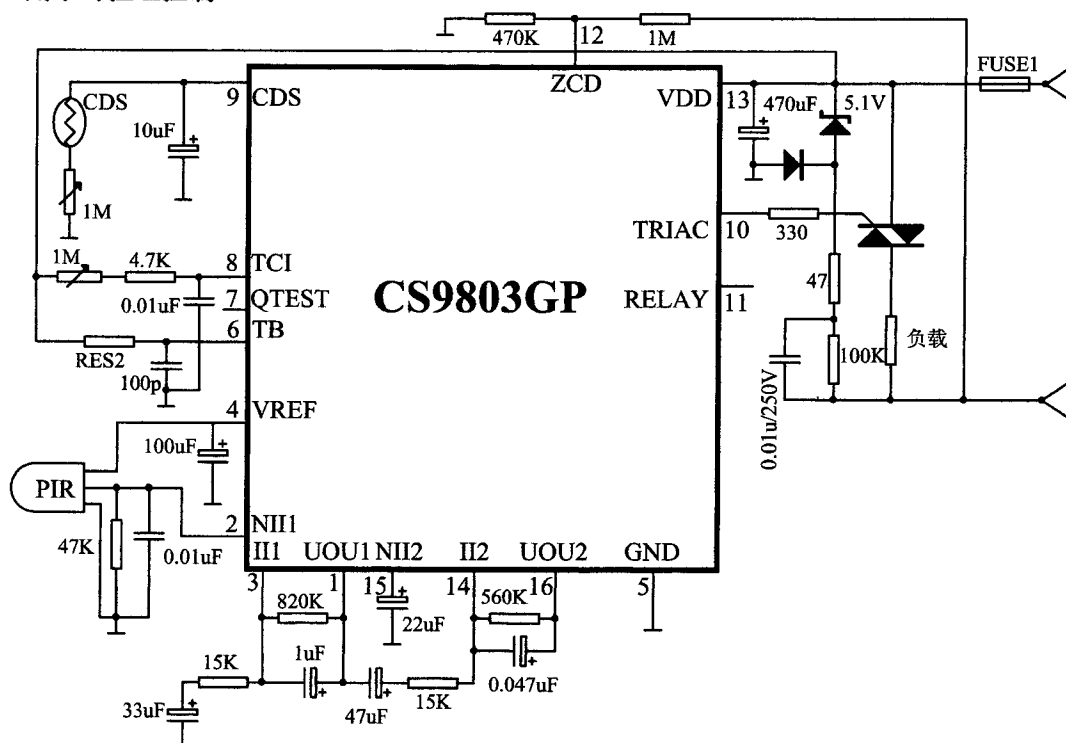 470K
12
1M
ZCD
FUSE1
CDS
9
CDS
VDD
13
470uF
5.1V
10uF
1M
TRIAC
10
330
1M
4.7K
8
TCI
0.01uF
7
QTEST
CS9803GP
RELAY
11
47
6
TB
RES2
100p
100K
负载
0.01u/250V
4
VREF
100uF
PIR
2
NII1
47K
0.01uF
II1
UOU1
NII2
II2
UOU2
GND
3
1
15
14
16
5
820K
22uF
560K
15K
1uF
0.047uF
33uF
47uF
15K